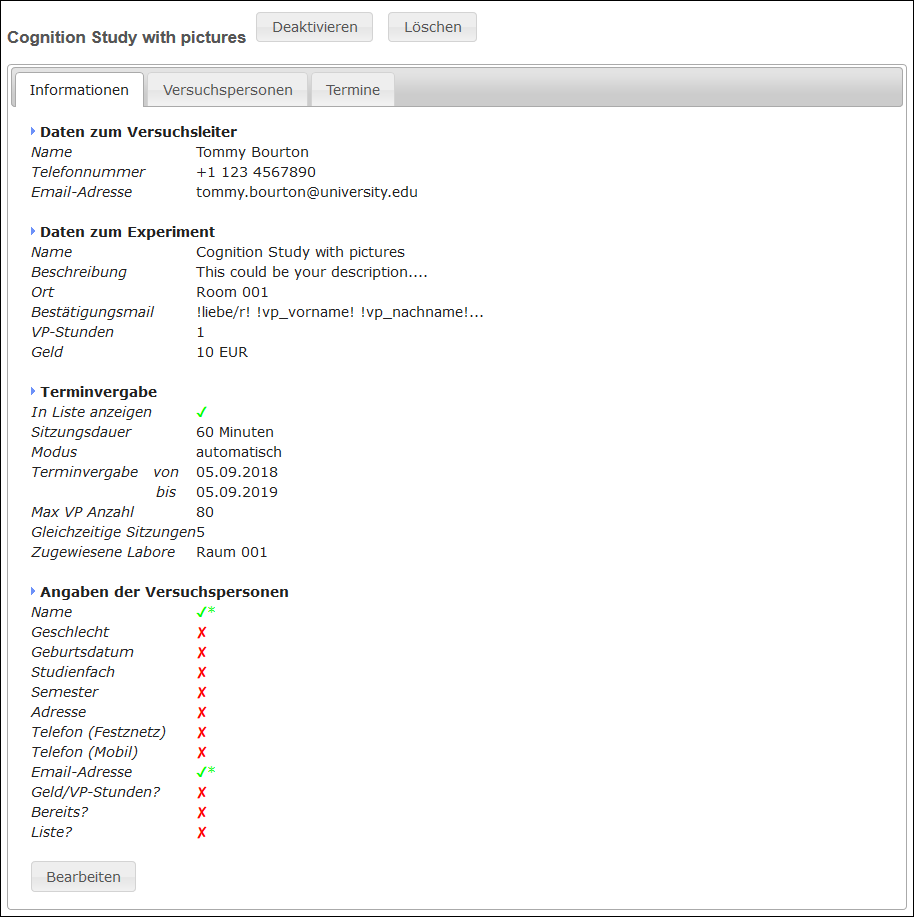 Cognition Study with pictures Deaktivieren Löschen
Informationen Versuchspersonen Termine
Daten zum Versuchsleiter
Name Tommy Bourton
Telefonnummer +1 123 4567890
Email-Adresse tommy.bourton@university.edu
Daten zum Experiment
Name Cognition Study with pictures
Beschreibung This could be your description....
Ort Room 001
Bestätigungsmail !liebe/r! !vp_vorname! !vp_nachname!...
VP-Stunden 1
Geld 10 EUR
Terminvergabe
In Liste anzeigen ✓
Sitzungsdauer 60 Minuten
Modus automatisch
Terminvergabe von 05.09.2018
bis 05.09.2019
Max VP Anzahl 80
Gleichzeitige Sitzungen 5
Zugewiesene Labore Raum 001
Angaben der Versuchspersonen
Name ✓*
Geschlecht ✗
Geburtsdatum ✗
Studienfach ✗
Semester ✗
Adresse ✗
Telefon (Festznetz) ✗
Telefon (Mobil) ✗
Email-Adresse ✓*
Geld/VP-Stunden? ✗
Bereits? ✗
Liste? ✗
Bearbeiten